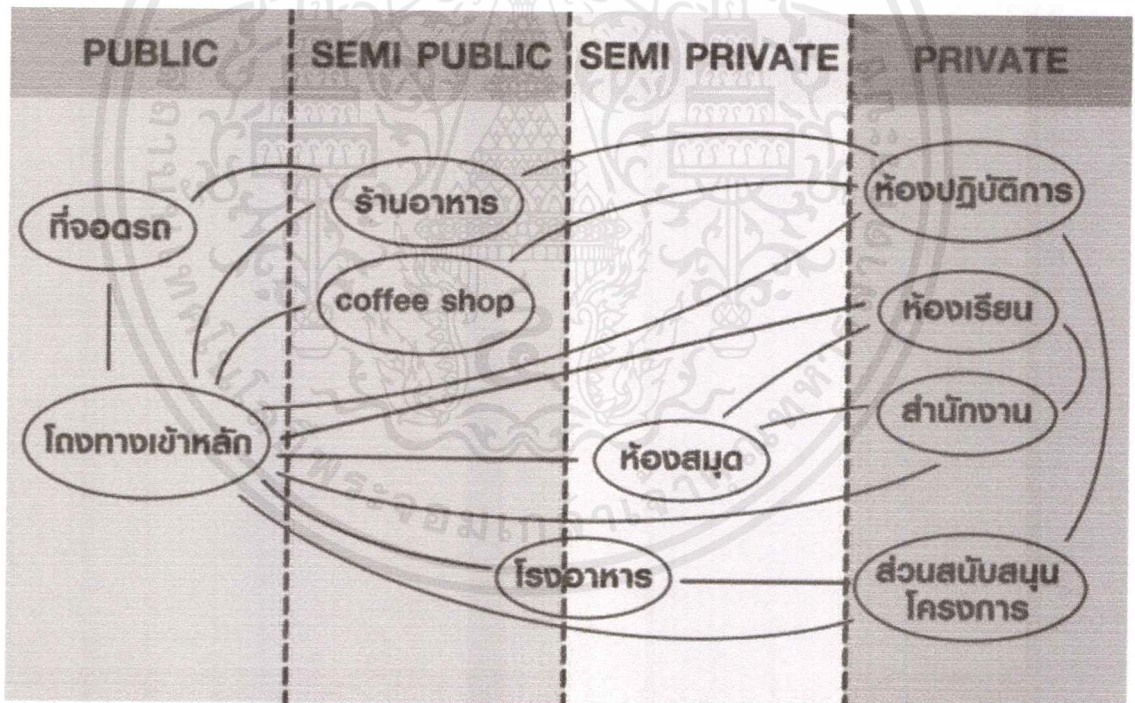 PUBLIC
SEMI PUBLIC
SEMI PRIVATE
PRIVATE
ที่จอดรถ
ร้านอาหาร
ห้องปฏิบัติการ
coffee shop
ห้องเรียน
โถงทางเข้าหลัก
ห้องสมุด
สำนักงาน
โรงอาหาร
ส่วนสนับสนุน
โครงการ